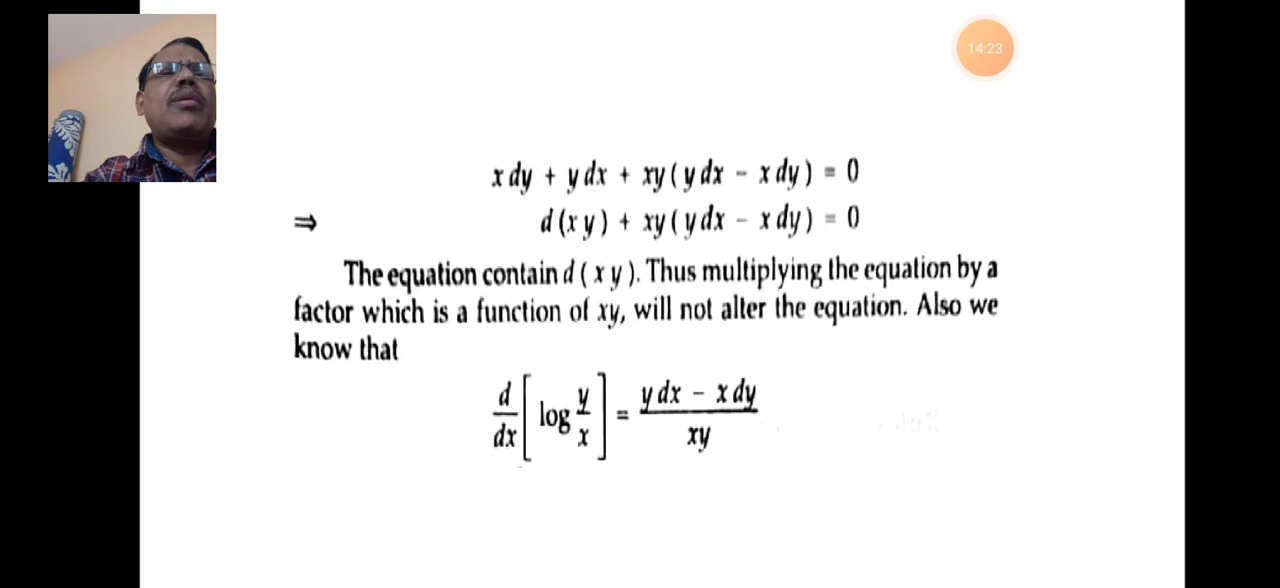 14:23
x dy + y dx + xy ( y dx - x dy ) = 0
⇒ d (x y) + xy ( y dx - x dy ) = 0
The equation contain d ( x y ). Thus multiplying the equation by a
factor which is a function of xy, will not alter the equation. Also we
know that
d/dx [ log y/x ] = y dx - x dy / xy